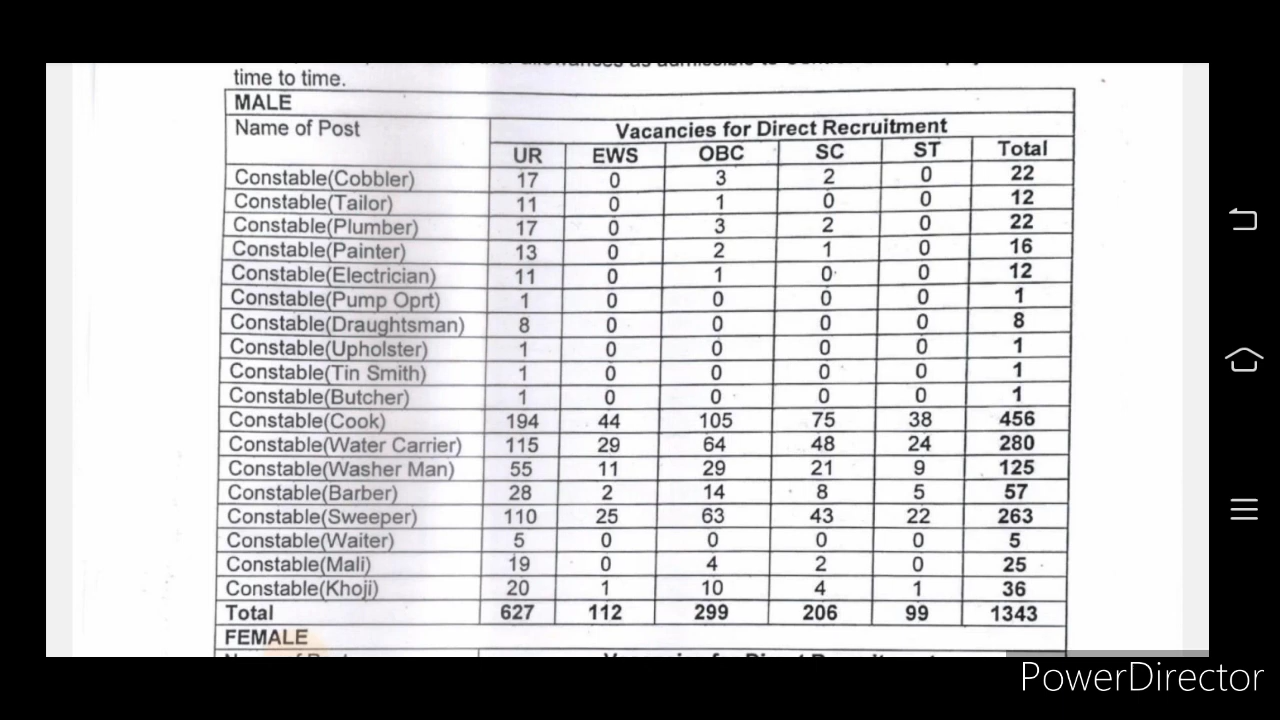 time to time.
MALE
Name of Post Vacancies for Direct Recruitment
UR EWS OBC SC ST Total
Constable(Cobbler) 17 0 3 2 0 22
Constable(Tailor) 11 0 1 0 0 12
Constable(Plumber) 17 0 3 2 0 22
Constable(Painter) 13 0 2 1 0 16
Constable(Electrician) 11 0 1 0 0 12
Constable(Pump Oprt) 1 0 0 0 0 1
Constable(Draughtsman) 8 0 0 0 0 8
Constable(Upholster) 1 0 0 0 0 1
Constable(Tin Smith) 1 0 0 0 0 1
Constable(Butcher) 1 0 0 0 0 1
Constable(Cook) 194 44 105 75 38 456
Constable(Water Carrier) 115 29 64 48 24 280
Constable(Washer Man) 55 11 29 21 9 125
Constable(Barber) 28 2 14 8 5 57
Constable(Sweeper) 110 25 63 43 22 263
Constable(Waiter) 5 0 0 0 0 5
Constable(Mali) 19 0 4 2 0 25
Constable(Khoji) 20 1 10 4 1 36
Total 627 112 299 206 99 1343
FEMALE
PowerDirector